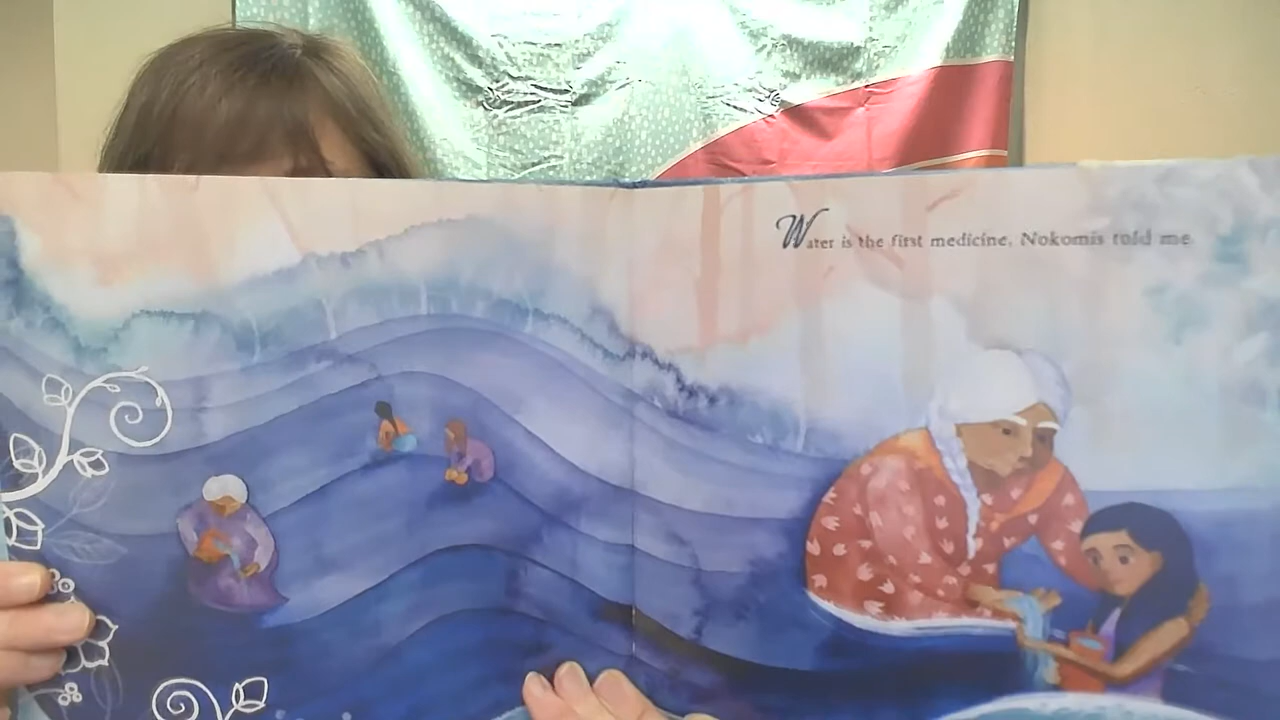 Water is the first medicine, Nokomis told me.